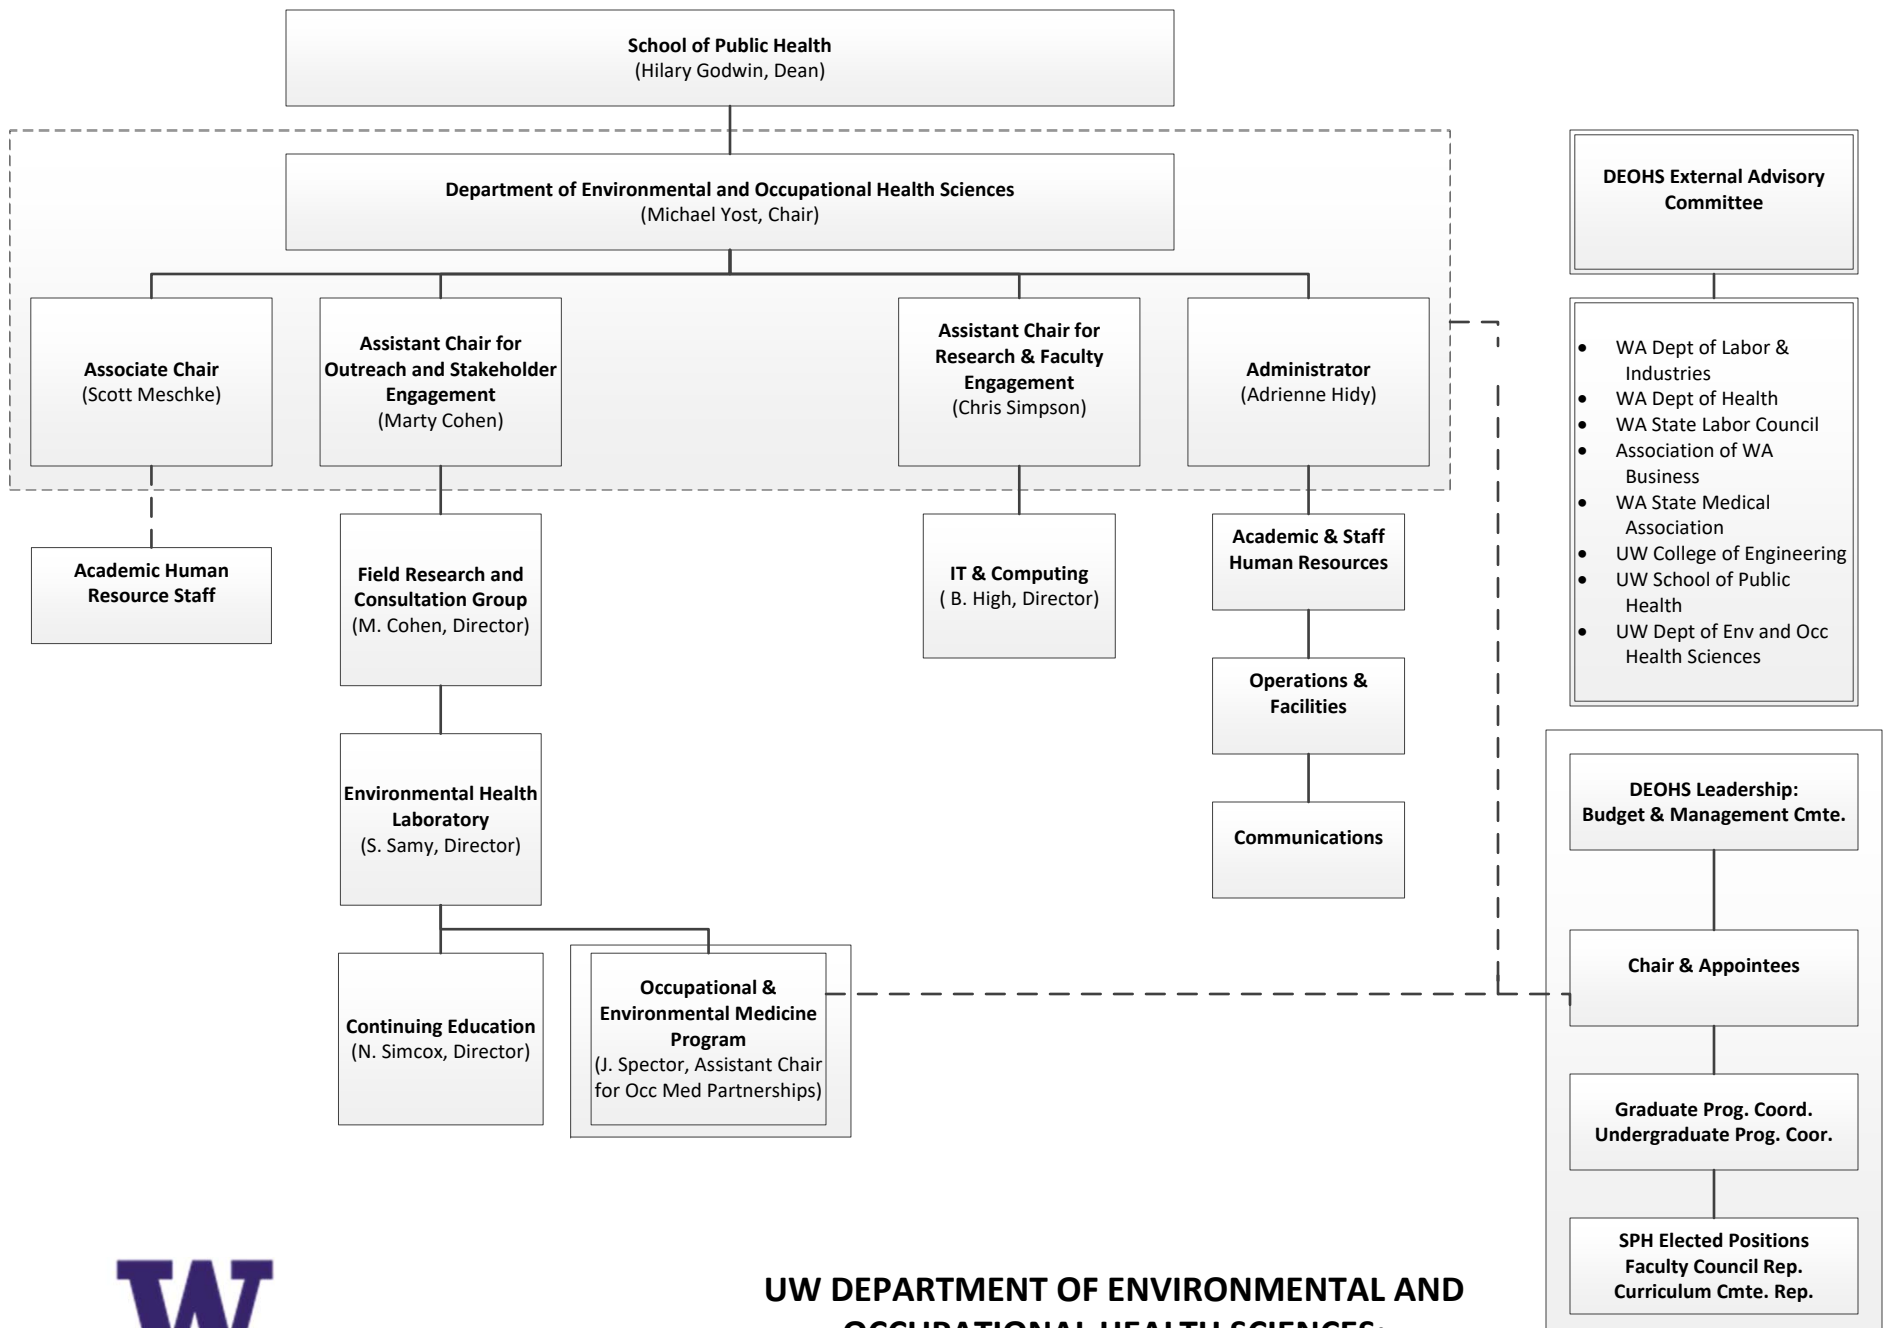 School of Public Health
(Hilary Godwin, Dean)
Department of Environmental and Occupational Health Sciences
(Michael Yost, Chair)
Associate Chair
(Scott Meschke)
Assistant Chair for
Outreach and Stakeholder
Engagement
(Marty Cohen)
Assistant Chair for
Research & Faculty
Engagement
(Chris Simpson)
Administrator
(Adrienne Hidy)
Academic Human
Resource Staff
Field Research and
Consultation Group
(M. Cohen, Director)
IT & Computing
( B. High, Director)
Academic & Staff
Human Resources
Operations &
Facilities
Communications
Environmental Health
Laboratory
(S. Samy, Director)
Continuing Education
(N. Simcox, Director)
Occupational &
Environmental Medicine
Program
(J. Spector, Assistant Chair
for Occ Med Partnerships)
DEOHS External Advisory
Committee
• WA Dept of Labor &
Industries
• WA Dept of Health
• WA State Labor Council
• Association of WA
Business
• WA State Medical
Association
• UW College of Engineering
• UW School of Public
Health
• UW Dept of Env and Occ
Health Sciences
DEOHS Leadership:
Budget & Management Cmte.
Chair & Appointees
Graduate Prog. Coord.
Undergraduate Prog. Coor.
SPH Elected Positions
Faculty Council Rep.
Curriculum Cmte. Rep.
W
UW DEPARTMENT OF ENVIRONMENTAL AND
OCCUPATIONAL HEALTH SCIENCES: